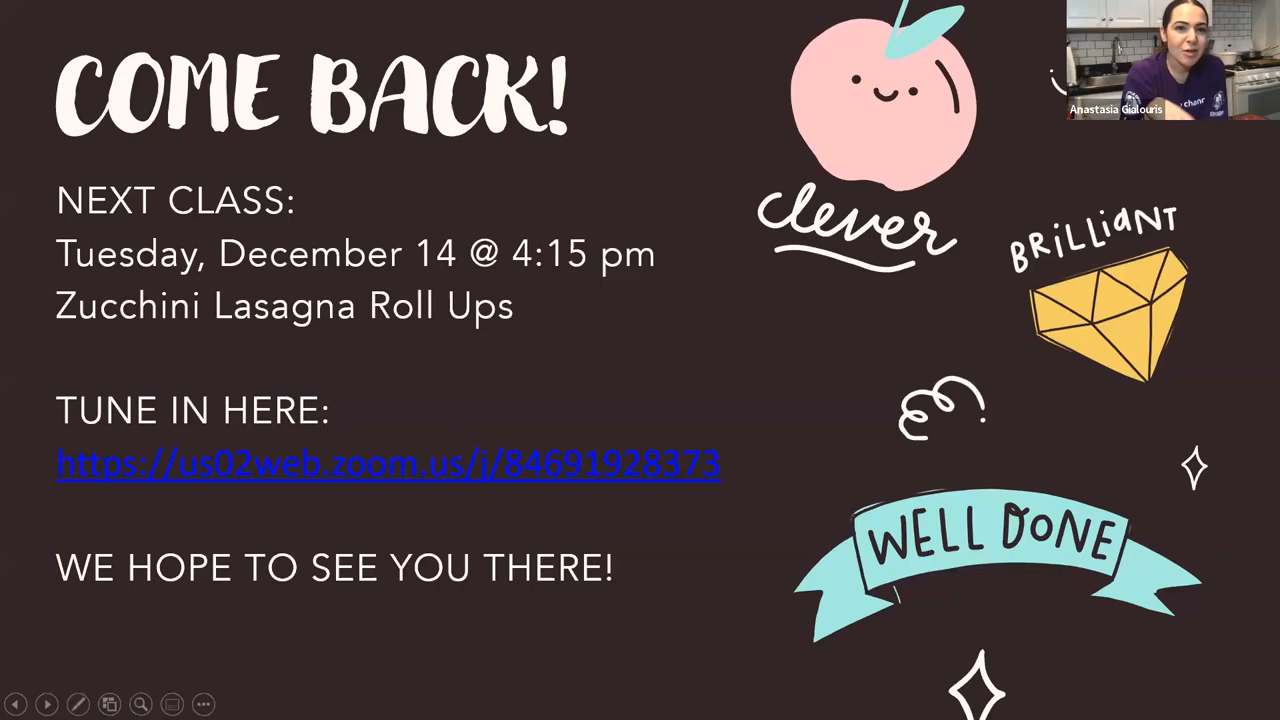 COME BACK!
NEXT CLASS:
Tuesday, December 14 @ 4:15 pm
Zucchini Lasagna Roll Ups
TUNE IN HERE:
https://us02web.zoom.us/j/84691928373
WE HOPE TO SEE YOU THERE!
clever
BRiLLiaNT
WELL DoNE
Anastasia Gialouris